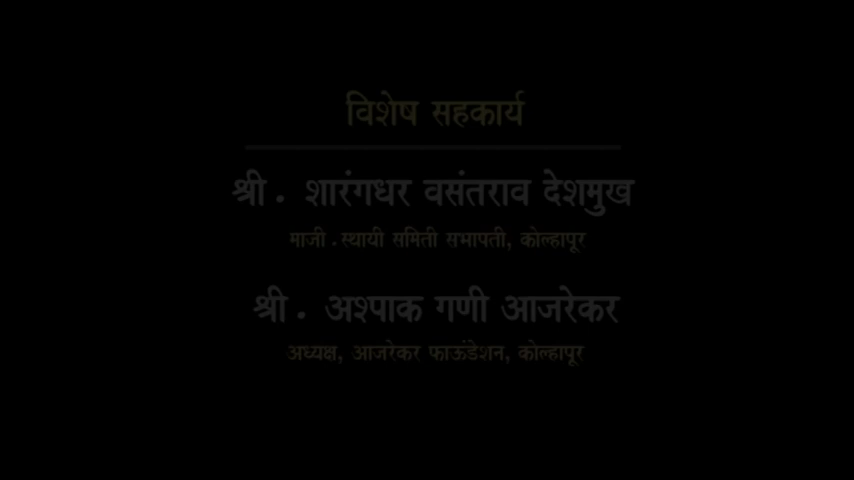 विशेष सहकार्य
श्री. शारंगधर वसंतराव देशमुख
माजी.स्थायी समिती सभापती, कोल्हापूर
श्री. अश्पाक गणी आजरेकर
अध्यक्ष, आजरेकर फाऊंडेशन, कोल्हापूर